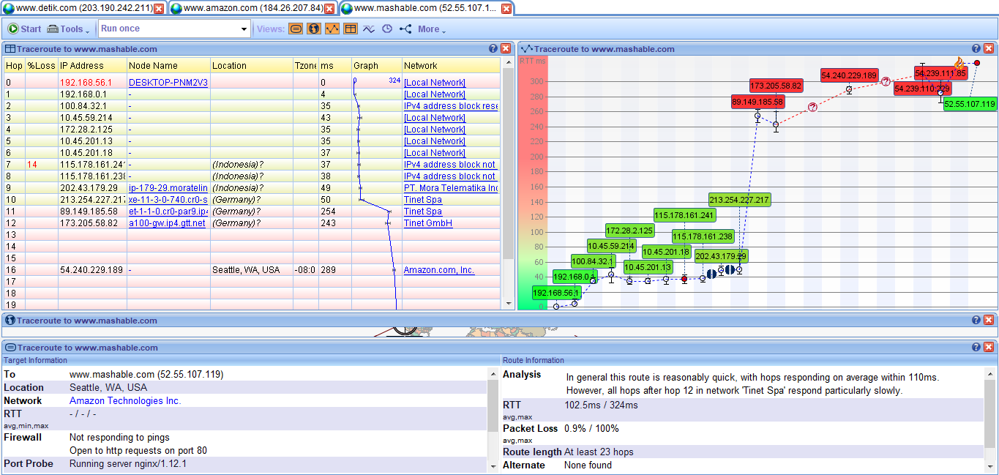 www.detik.com (203.190.242.211) www.amazon.com (184.26.207.84) www.mashable.com (52.55.107.1...
Start Tools Run once Views: More
Traceroute to www.mashable.com
Hop %Loss IP Address Node Name Location Tzone ms Graph Network
0 192.168.56.1 DESKTOP-PNM2V3 0 0 324 [Local Network]
1 192.168.0.1 - 4 [Local Network]
2 100.84.32.1 - 35 IPv4 address block rese
3 10.45.59.214 - 43 [Local Network]
4 172.28.2.125 - 35 [Local Network]
5 10.45.201.13 - 35 [Local Network]
6 10.45.201.18 - 37 [Local Network]
7 14 115.178.161.241 - (Indonesia)? 37 IPv4 address block not
8 115.178.161.238 - (Indonesia)? 38 IPv4 address block not
9 202.43.179.29 ip-179-29.moratelin (Indonesia)? 49 PT. Mora Telematika Inc
10 213.254.227.217 xe-11-3-0-740.cr0-s (Germany)? 50 Tinet Spa
11 89.149.185.58 et-1-1-0.cr0-par9.ip4 (Germany)? 254 Tinet Spa
12 173.205.58.82 a100-gw.ip4.gtt.net (Germany)? 243 Tinet GmbH
13
14
15
16 54.240.229.189 - Seattle, WA, USA -08:0 289 Amazon.com, Inc.
17
18
19
Traceroute to www.mashable.com
RTT ms
300
280
260
240
220
200
180
160
140
120
100
80
60
40
20
0
54.239.111.85
54.240.229.189
173.205.58.82
54.239.110.229
89.149.185.58
52.55.107.119
213.254.227.217
115.178.161.241
172.28.2.125
115.178.161.238
10.45.59.214
10.45.201.18
202.43.179.29
100.84.32.1
10.45.201.13
192.168.0.1
192.168.56.1
Traceroute to www.mashable.com
Traceroute to www.mashable.com
Target Information
To www.mashable.com (52.55.107.119)
Location Seattle, WA, USA
Network Amazon Technologies Inc.
RTT - / - / -
avg,min,max
Firewall Not responding to pings
Open to http requests on port 80
Port Probe Running server nginx/1.12.1
Route Information
Analysis In general this route is reasonably quick, with hops responding on average within 110ms.
However, all hops after hop 12 in network 'Tinet Spa' respond particularly slowly.
RTT 102.5ms / 324ms
avg,max
Packet Loss 0.9% / 100%
avg,max
Route length At least 23 hops
Alternate None found